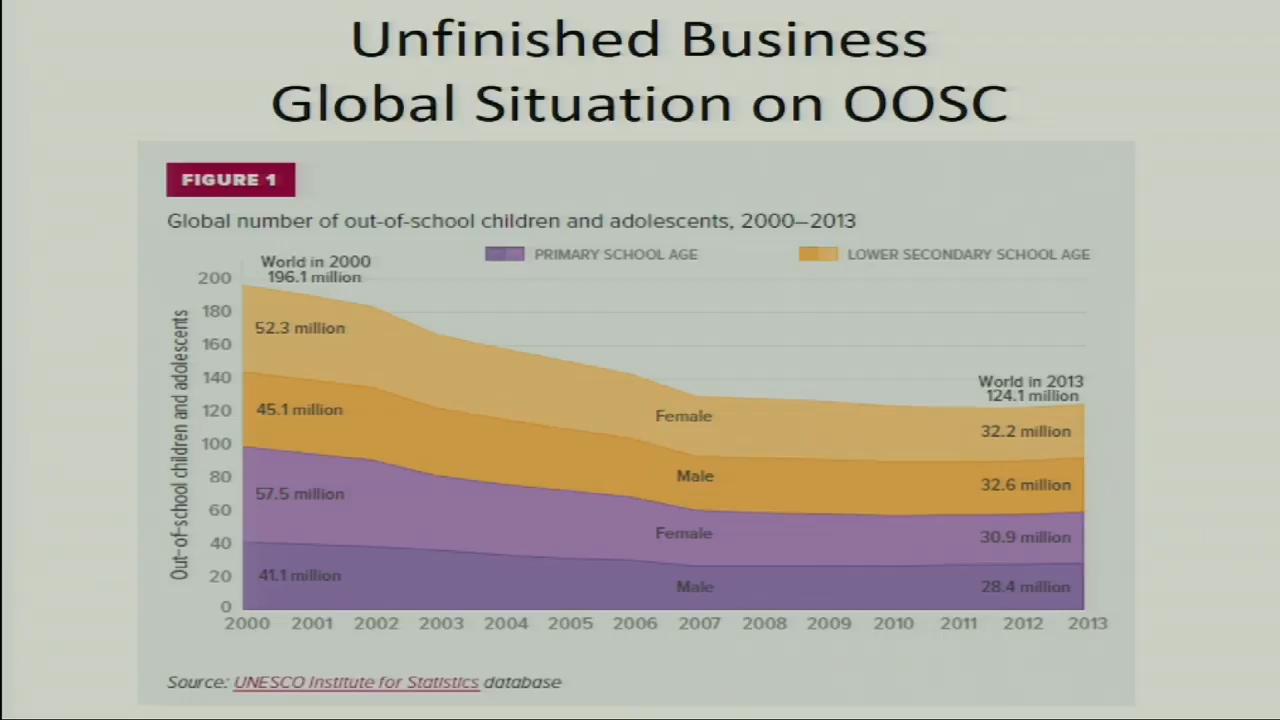 Unfinished Business
Global Situation on OOSC
FIGURE 1
Global number of out-of-school children and adolescents, 2000–2013
PRIMARY SCHOOL AGE
LOWER SECONDARY SCHOOL AGE
World in 2000
196.1 million
Out-of-school children and adolescents
200
180
160
140
120
100
80
60
40
20
0
52.3 million
45.1 million
57.5 million
41.1 million
Female
Male
Female
Male
World in 2013
124.1 million
32.2 million
32.6 million
30.9 million
28.4 million
2000 2001 2002 2003 2004 2005 2006 2007 2008 2009 2010 2011 2012 2013
Source: UNESCO Institute for Statistics database